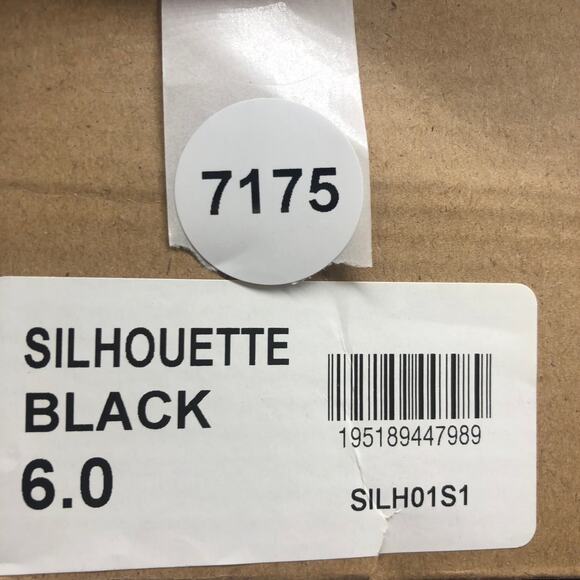 7175
SILHOUETTE
BLACK
6.0
195189447989
SILH01S1